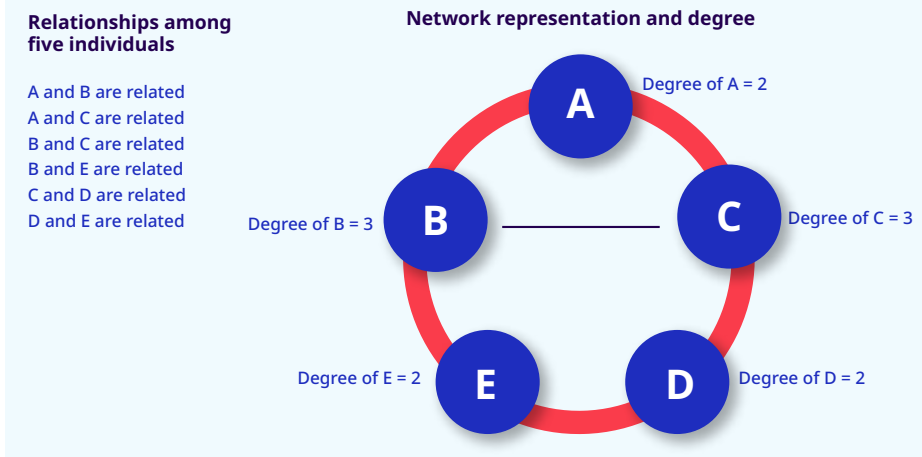 Relationships among
five individuals
A and B are related
A and C are related
B and C are related
B and E are related
C and D are related
D and E are related
Network representation and degree
A
Degree of A = 2
Degree of B = 3
B
C
Degree of C = 3
Degree of E = 2
E
D
Degree of D = 2